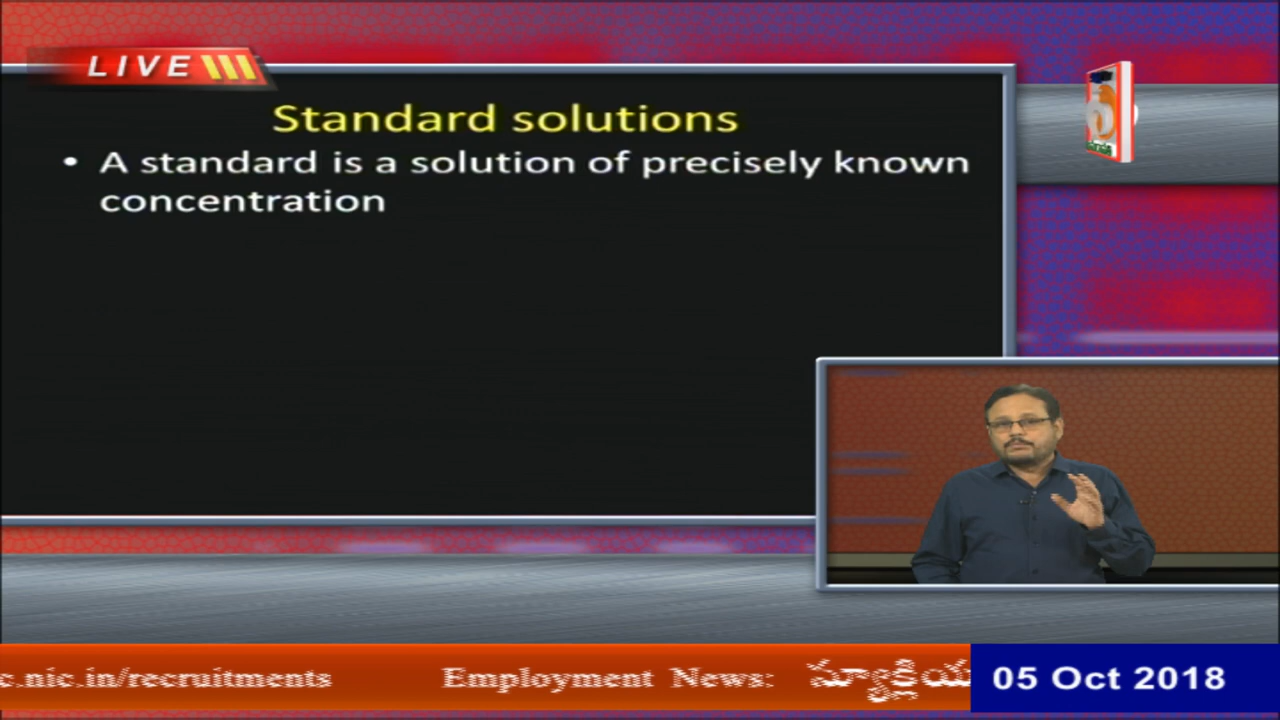 LIVE
Standard solutions
• A standard is a solution of precisely known
concentration
c.nic.in/recruitments Employment News:
05 Oct 2018